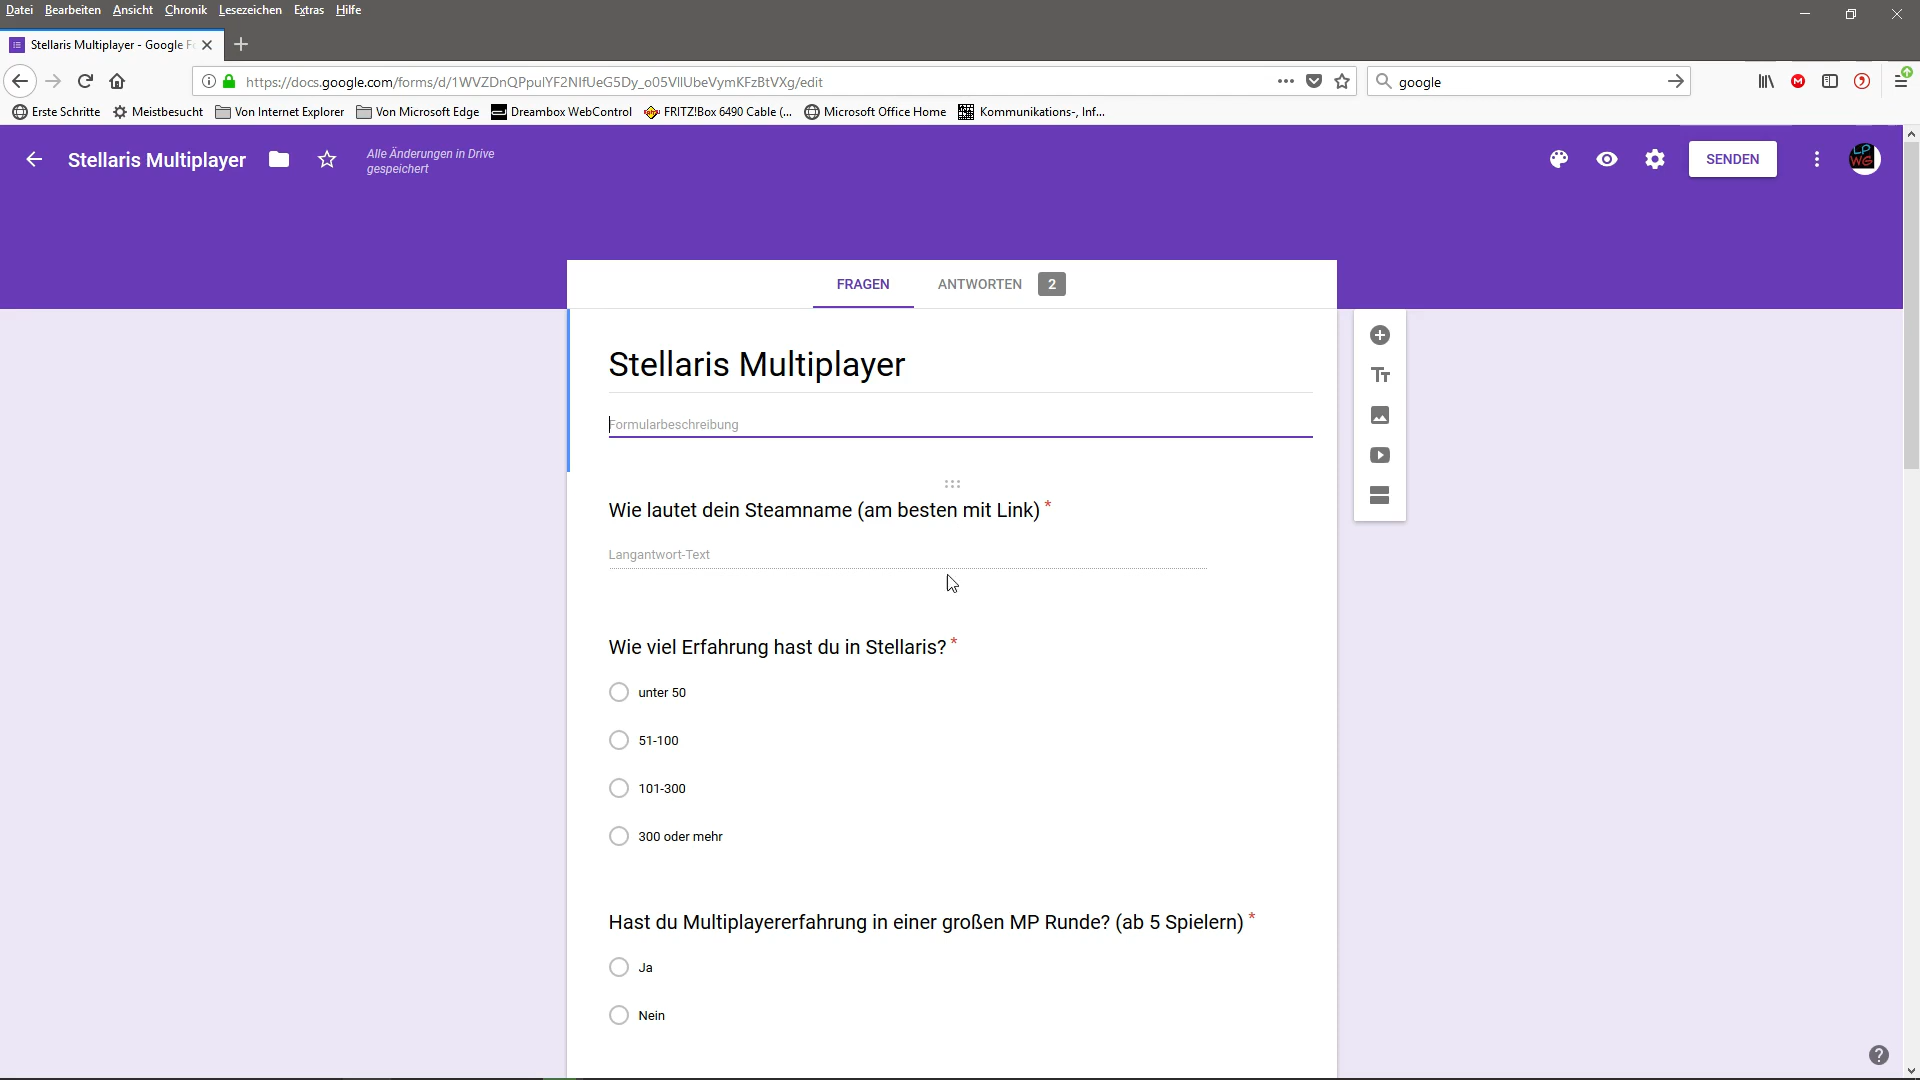 Datei Bearbeiten Ansicht Chronik Lesezeichen Extras Hilfe
Stellaris Multiplayer - Google Fo
https://docs.google.com/forms/d/1WVZDnQPpulYF2NIfUeG5Dy_o05VllUbeVymKFzBtVXg/edit
google
Erste Schritte Meistbesucht Von Internet Explorer Von Microsoft Edge Dreambox WebControl FRITZ!Box 6490 Cable (... Microsoft Office Home Kommunikations-, Inf...
Stellaris Multiplayer
Alle Änderungen in Drive
gespeichert
SENDEN
LP
WG
FRAGEN ANTWORTEN 2
Stellaris Multiplayer
Formularbeschreibung
Wie lautet dein Steamname (am besten mit Link) *
Langantwort-Text
Wie viel Erfahrung hast du in Stellaris? *
unter 50
51-100
101-300
300 oder mehr
Hast du Multiplayererfahrung in einer großen MP Runde? (ab 5 Spielern) *
Ja
Nein